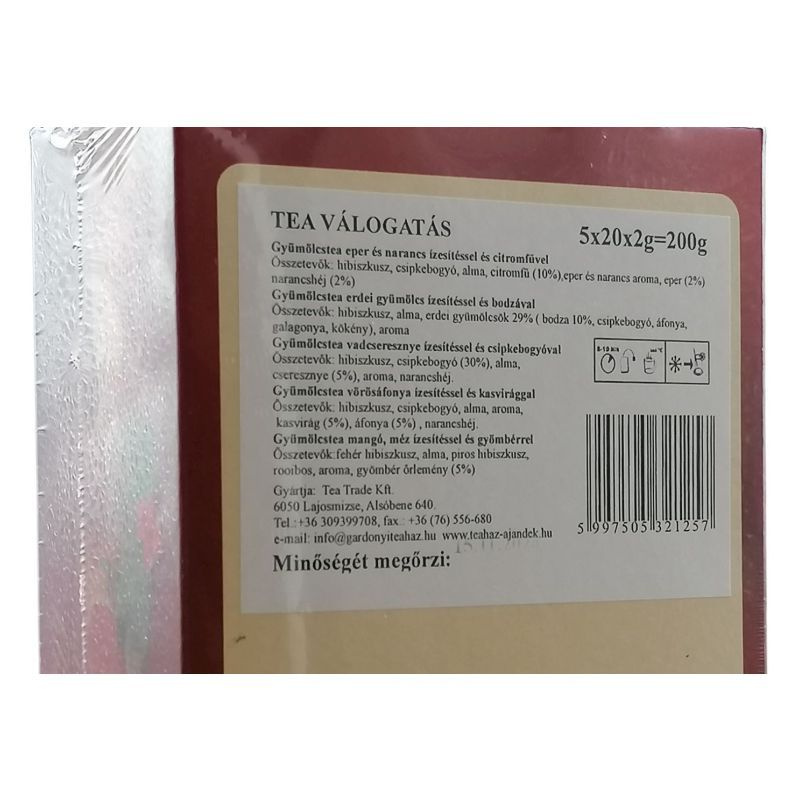 TEA VÁLOGATÁS
5x20x2g=200g
Gyümölcstea eper és narancs ízesítéssel és citromfűvel
Összetevők: hibiszkusz, csipkebogyó, alma, citromfű (10%),eper és narancs aroma, eper (2%)
narancshéj (2%)
Gyümölcstea erdei gyümölcs ízesítéssel és bodzával
Összetevők: hibiszkusz, alma, erdei gyümölcsök 29% ( bodza 10%, csipkebogyó, áfonya,
galagonya, kökény), aroma
Gyümölcstea vadcseresznye ízesítéssel és csipkebogyóval
Összetevők: hibiszkusz, csipkebogyó (30%), alma,
cseresznye (5%), aroma, narancshéj.
Gyümölcstea vörösáfonya ízesítéssel és kasvirággal
Összetevők: hibiszkusz, csipkebogyó, alma, aroma,
kasvirág (5%), áfonya (5%) , narancshéj.
Gyümölcstea mangó, méz ízesítéssel és gyömbérrel
Összetevők:fehér hibiszkusz, alma, piros hibiszkusz,
rooibos, aroma, gyömbér őrlemény (5%)
Gyártja: Tea Trade Kft.
6050 Lajosmizse, Alsóbene 640.
Tel.:+36 309399708, fax.: +36 (76) 556-680
e-mail: info@gardonyiteahaz.hu www.teahaz-ajandek.hu
Minőségét megőrzi:
5 997505 321257